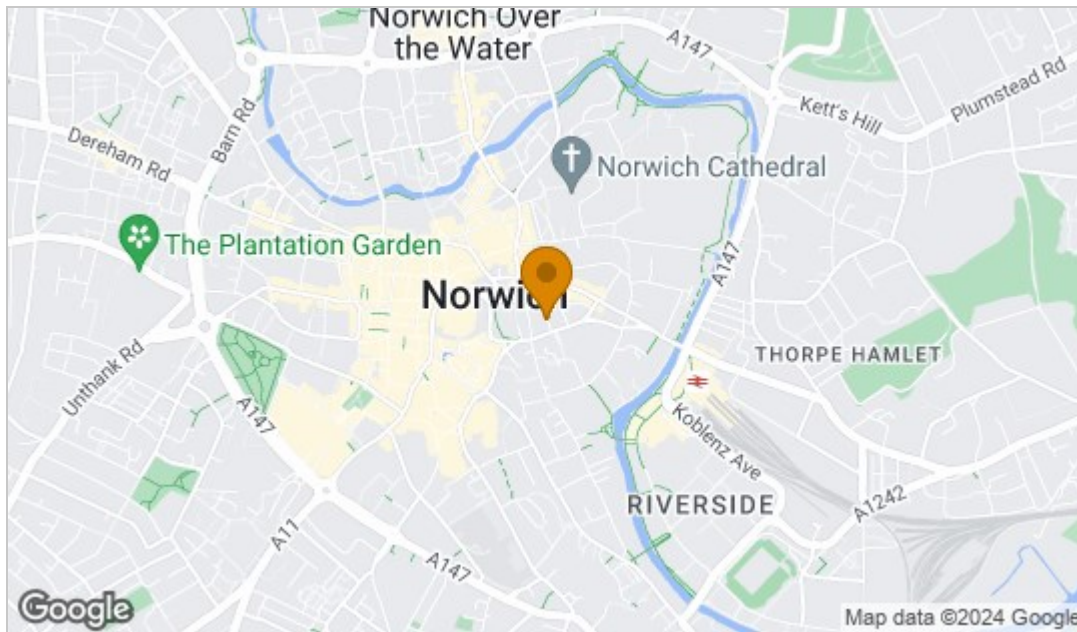 Norwich Over
the Water
A147
Kett's Hill
Plumstead Rd
Barn Rd
Dereham Rd
Norwich Cathedral
The Plantation Garden
A147
Norwich
THORPE HAMLET
Unthank Rd
A147
Koblenz Ave
RIVERSIDE
A1242
A11
A147
Google
Map data ©2024 Google